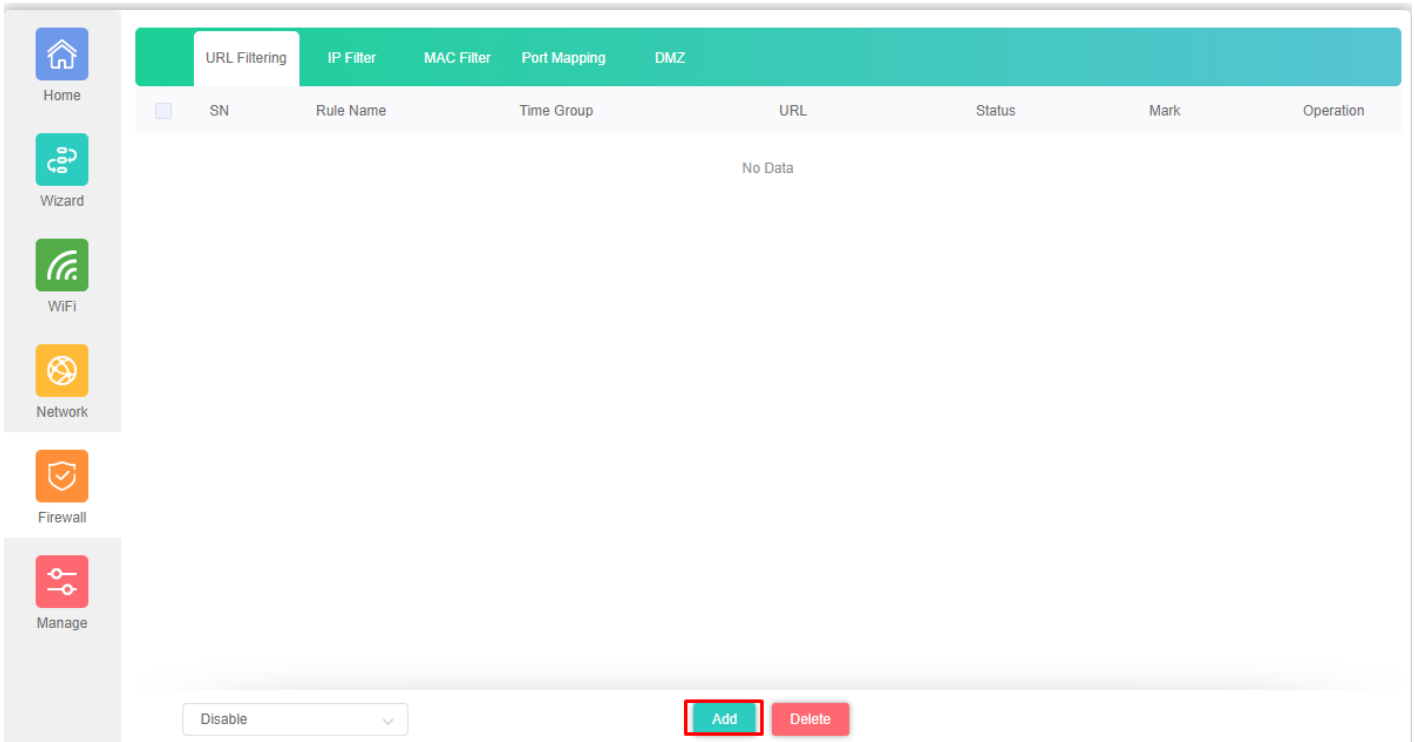 Home
Wizard
WiFi
Network
Firewall
Manage
URL Filtering IP Filter MAC Filter Port Mapping DMZ
SN Rule Name Time Group URL Status Mark Operation
No Data
Disable Add Delete